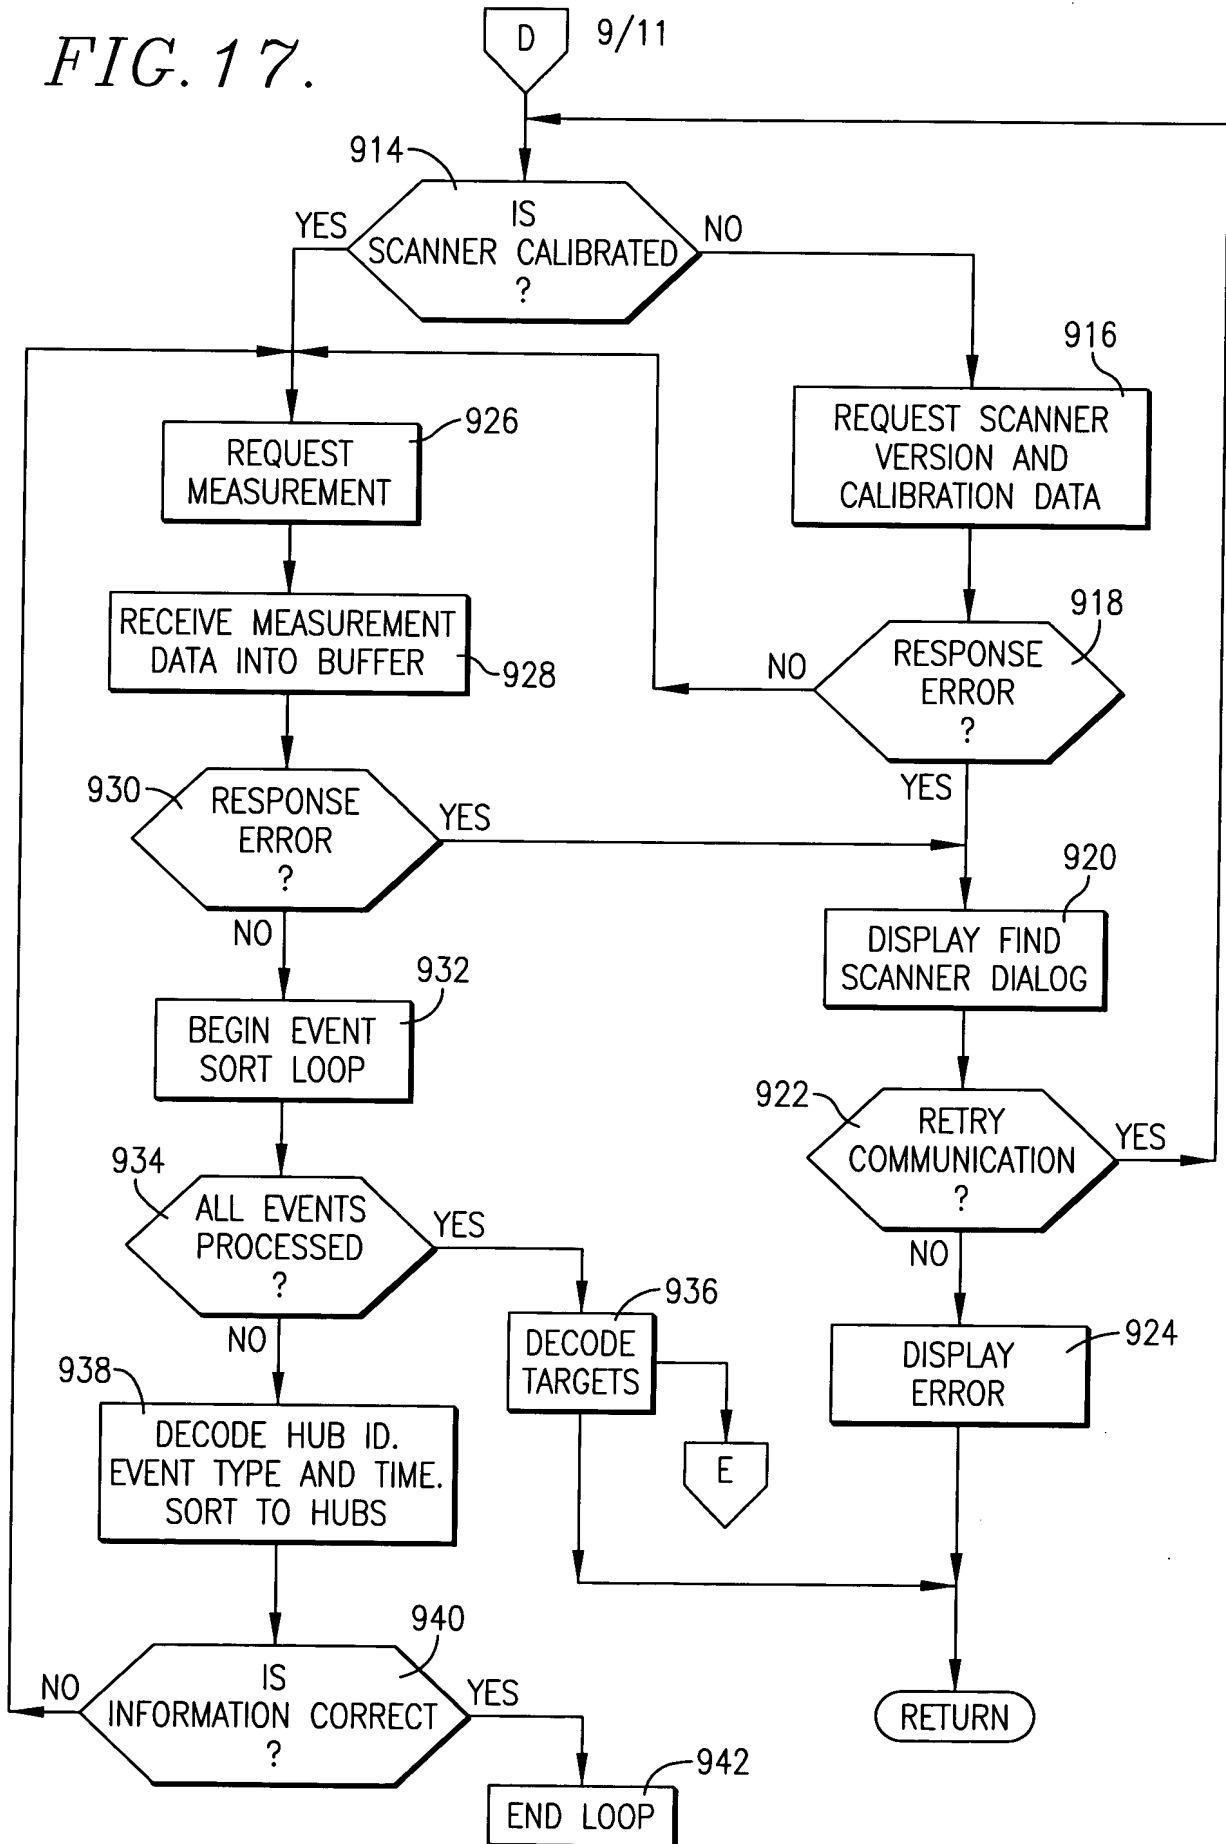 FIG. 17.
D
9/11
914
IS
SCANNER CALIBRATED
?
YES
NO
916
REQUEST SCANNER
VERSION AND
CALIBRATION DATA
926
REQUEST
MEASUREMENT
RECEIVE MEASUREMENT
DATA INTO BUFFER
928
918
RESPONSE
ERROR
?
NO
YES
930
RESPONSE
ERROR
?
YES
NO
920
DISPLAY FIND
SCANNER DIALOG
932
BEGIN EVENT
SORT LOOP
922
RETRY
COMMUNICATION
?
YES
NO
934
ALL EVENTS
PROCESSED
?
YES
NO
936
DECODE
TARGETS
E
924
DISPLAY
ERROR
938
DECODE HUB ID.
EVENT TYPE AND TIME.
SORT TO HUBS
940
IS
INFORMATION CORRECT
?
NO
YES
RETURN
942
END LOOP